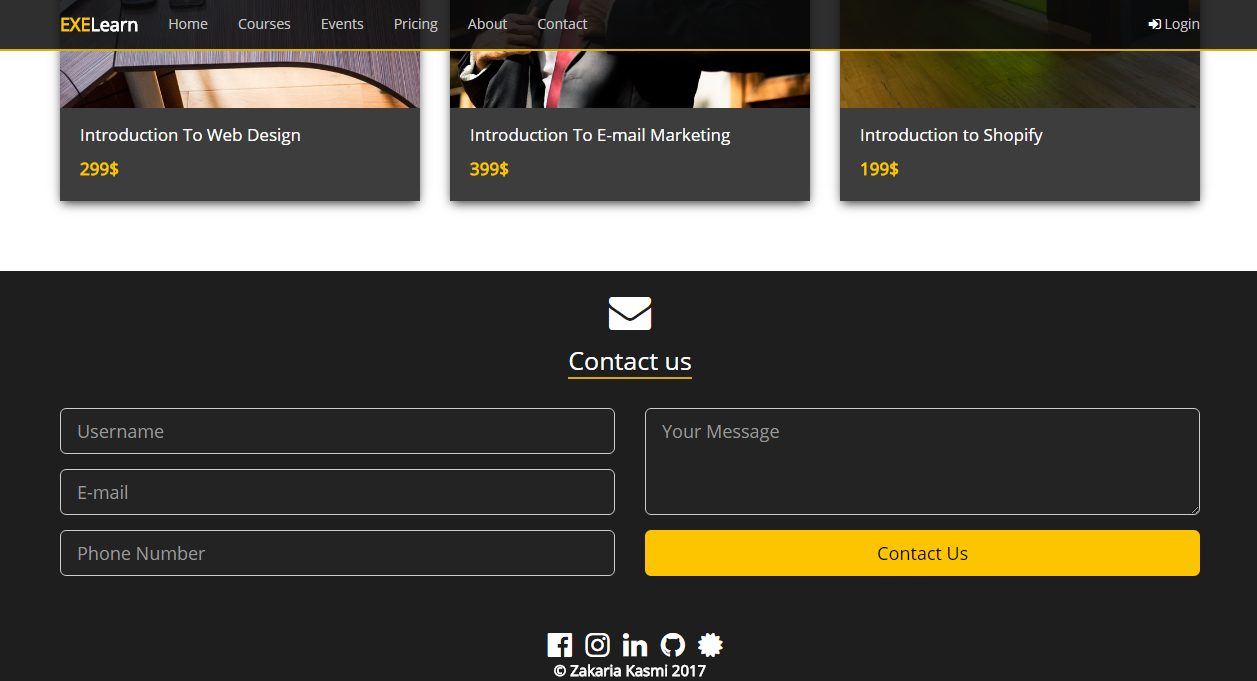 EXELearn Home Courses Events Pricing About Contact Login
Introduction To Web Design Introduction To E-mail Marketing Introduction to Shopify
299$ 399$ 199$
Contact us
Username Your Message
E-mail
Phone Number Contact Us
© Zakaria Kasmi 2017